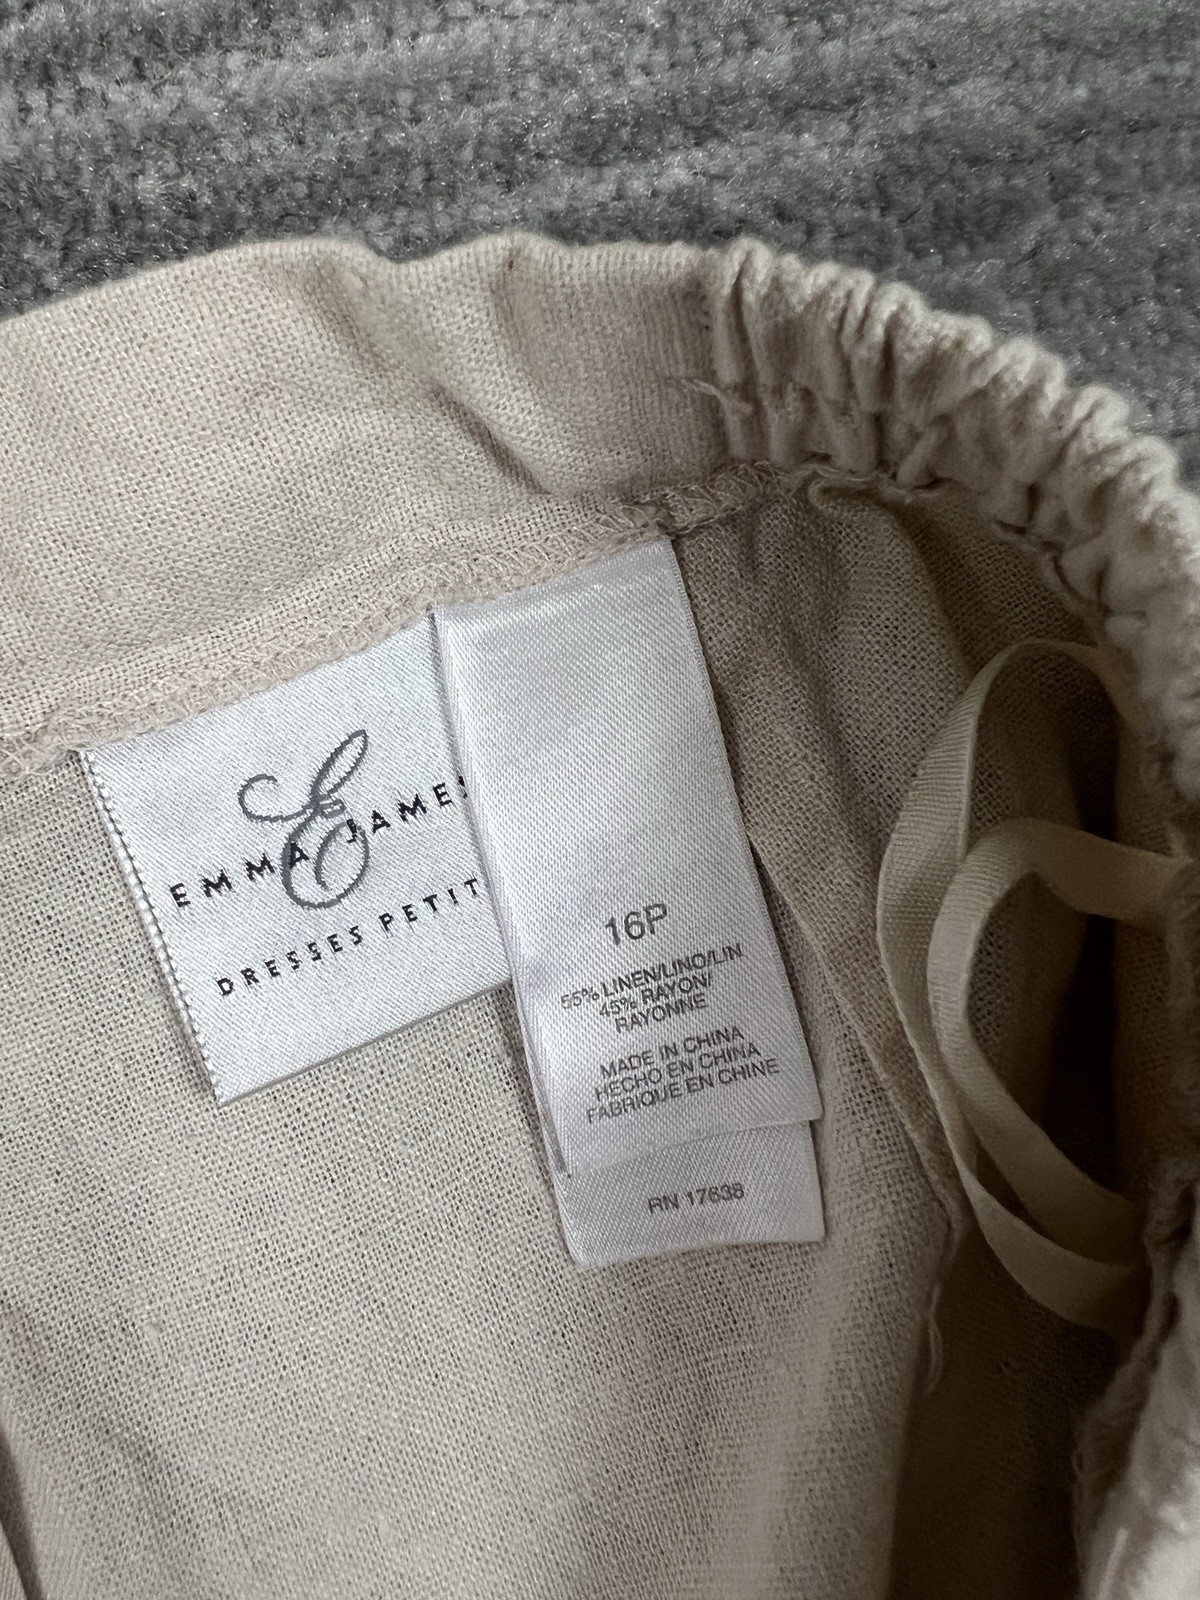 E
EMMA JAMES
DRESSES PETIT
16P
55% LINEN/LINO/LIN
45% RAYON/
RAYONNE
MADE IN CHINA
HECHO EN CHINA
FABRIQUE EN CHINE
RN 17638